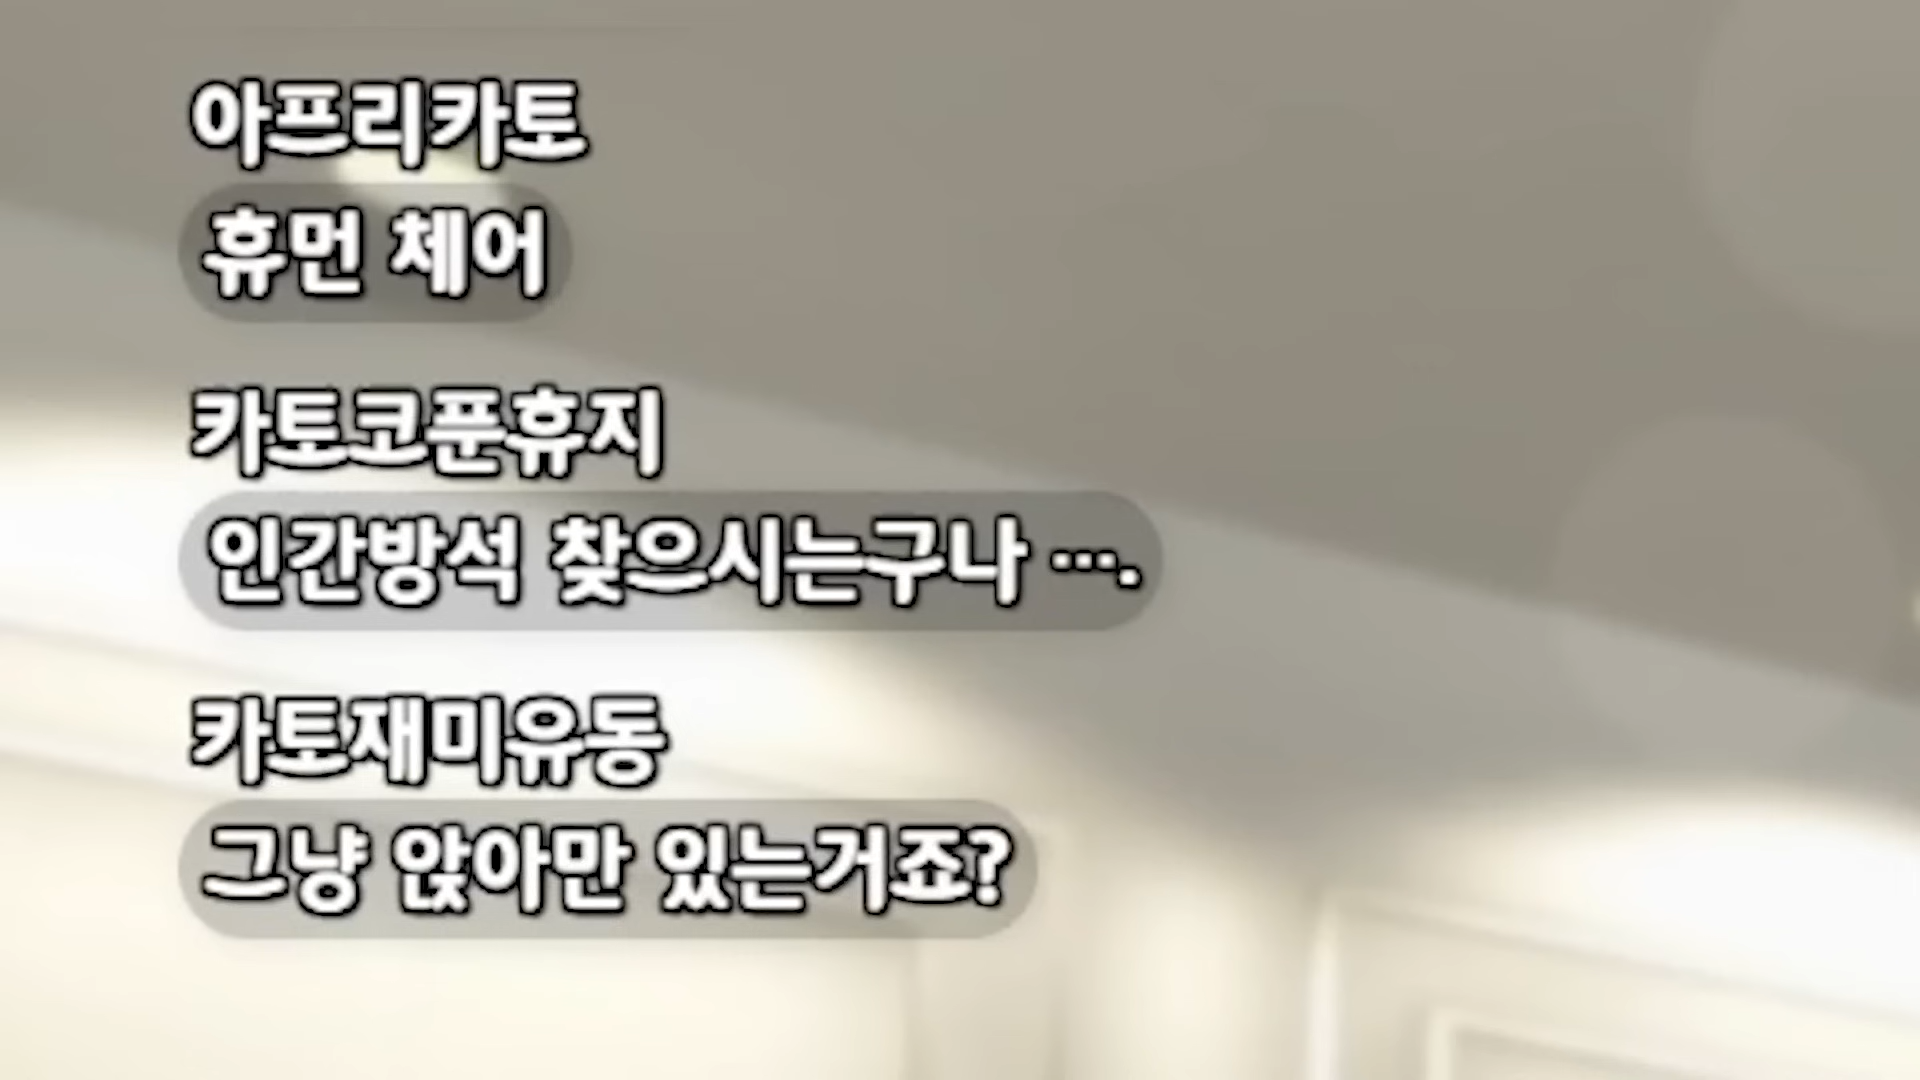 아프리카토
휴먼 체어
카토코푼휴지
인간방석 찾으시는구나 ….
카토재미유동
그냥 앉아만 있는거죠?